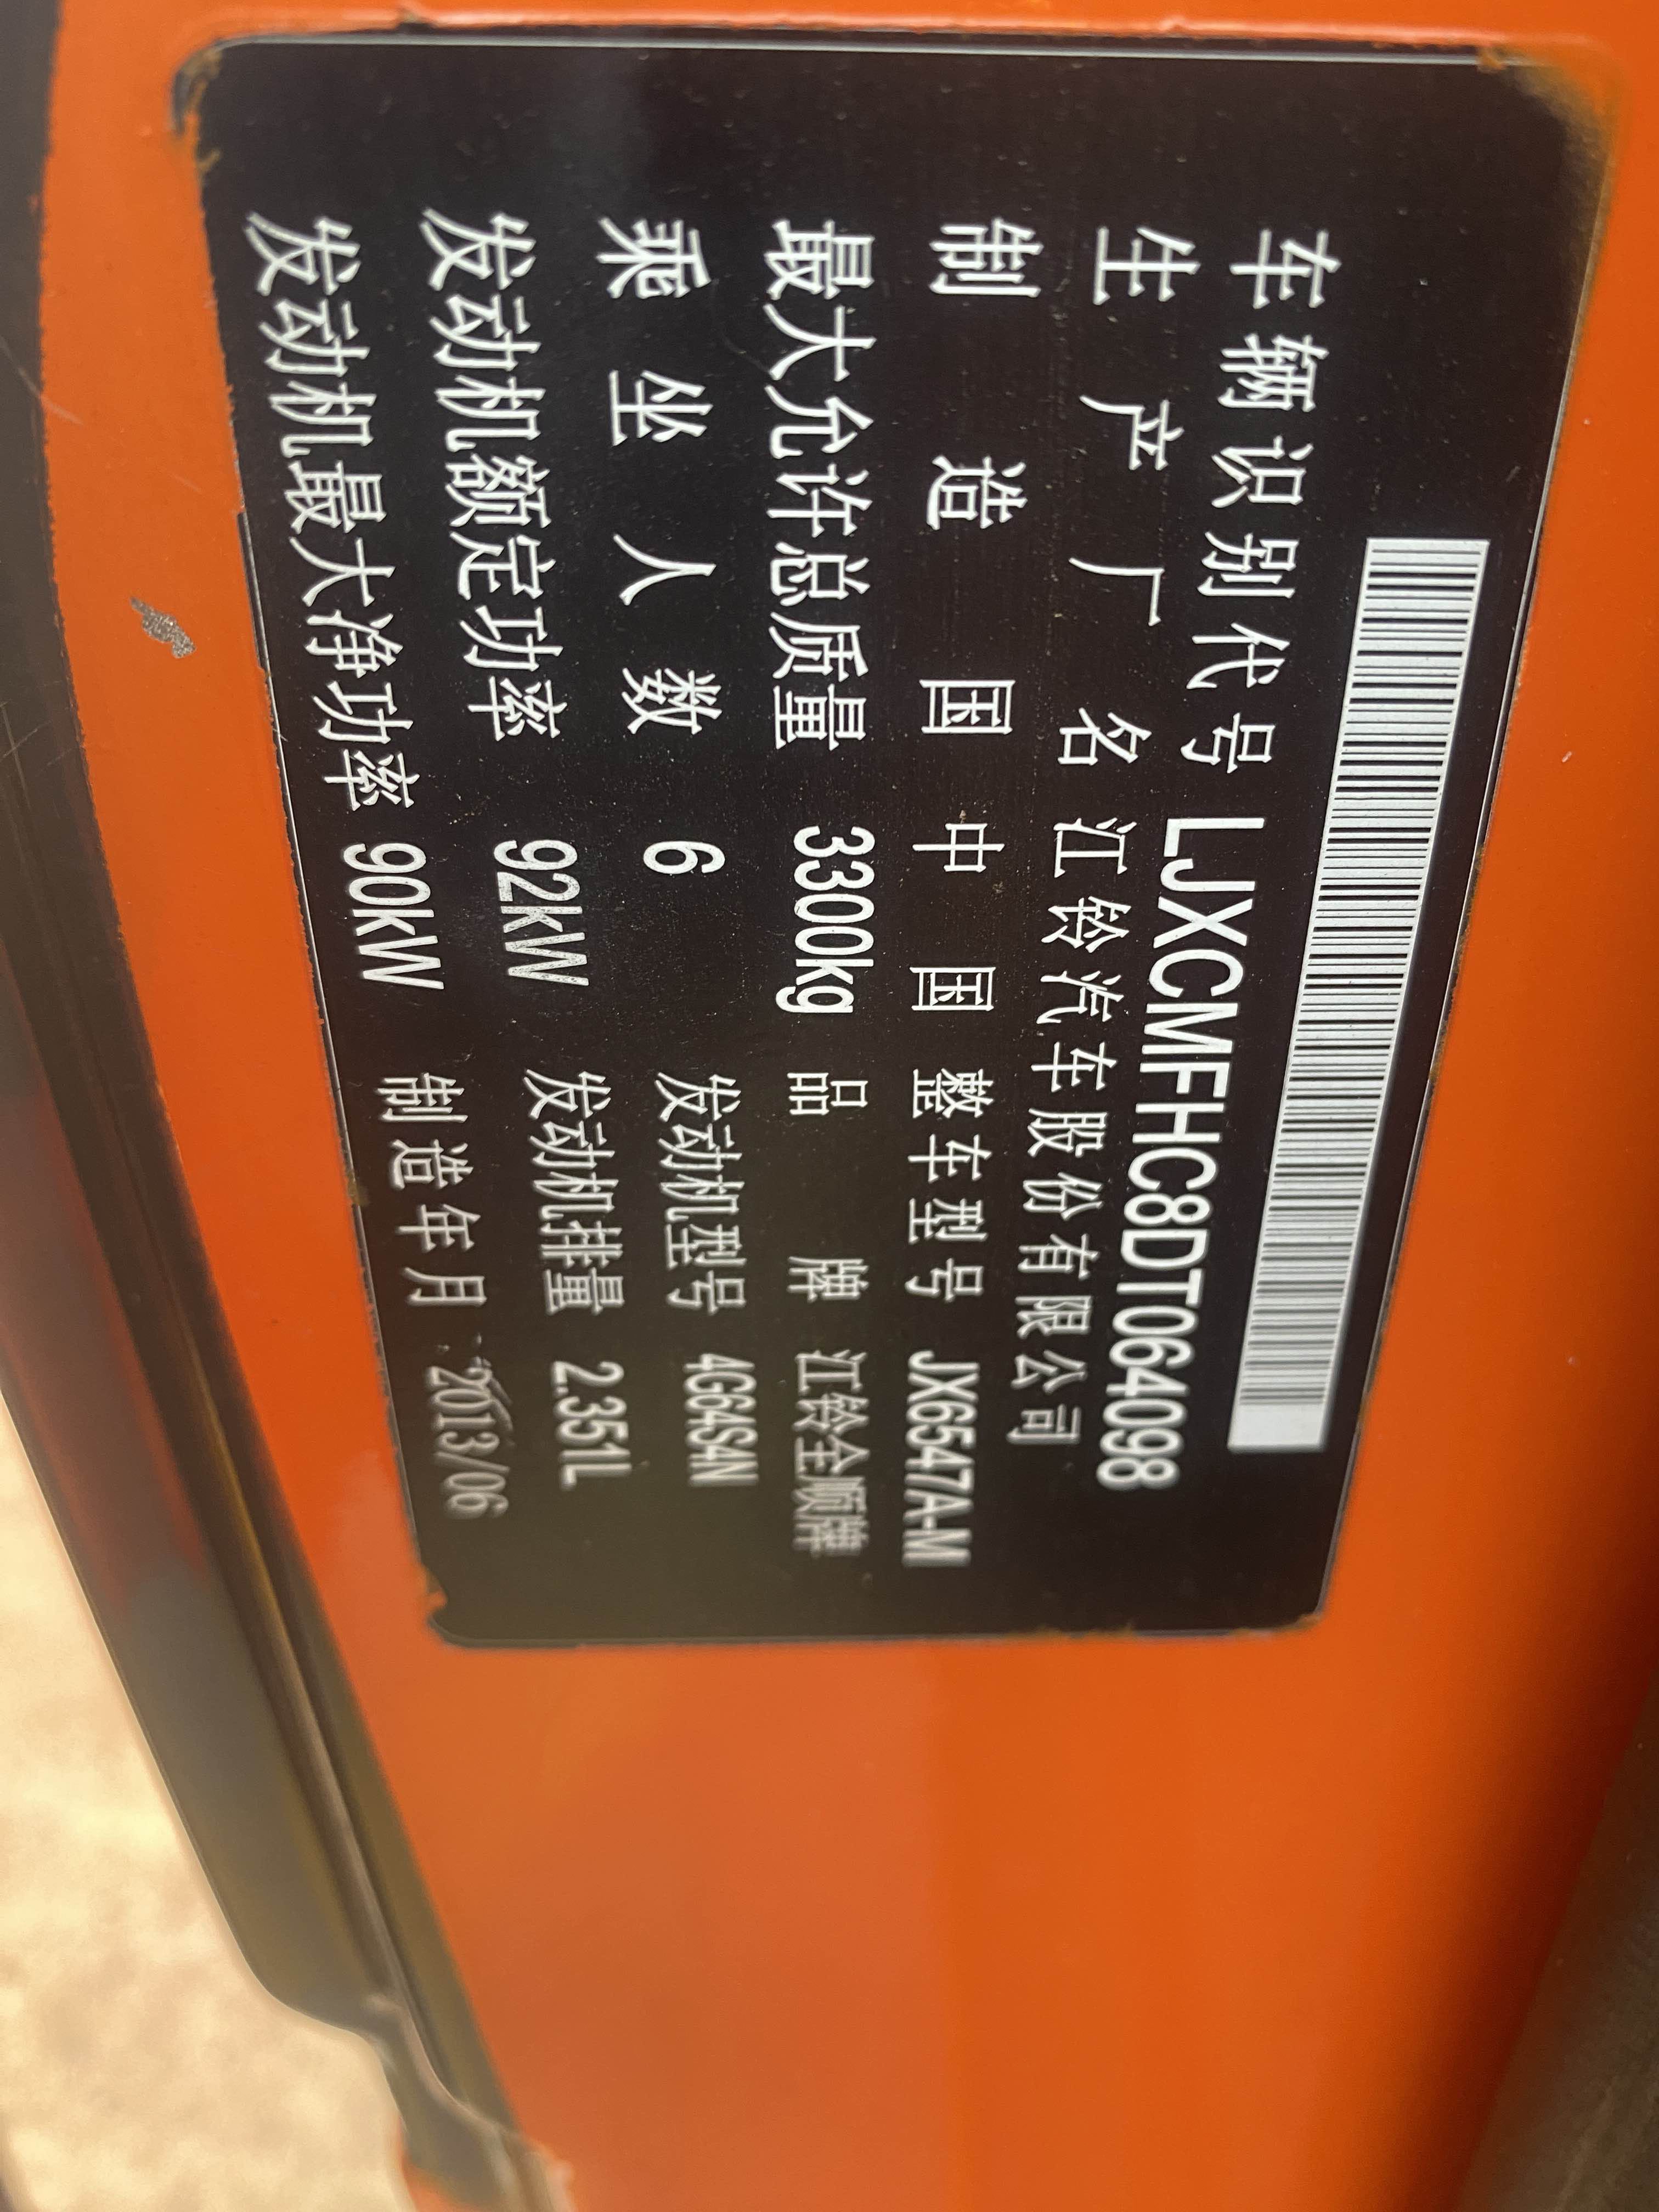 车辆识别代号 LJXCMFHC8DT064098
生产厂名 江铃汽车股份有限公司
制造国 中国 整车型号 JX6547A-M
最大允许总质量 3300kg 品牌 江铃全顺牌
乘坐人数 6 发动机型号 4G64S4N
发动机额定功率 92kW 发动机排量 2.351L
发动机最大净功率 90kW 制造年月 2013/06